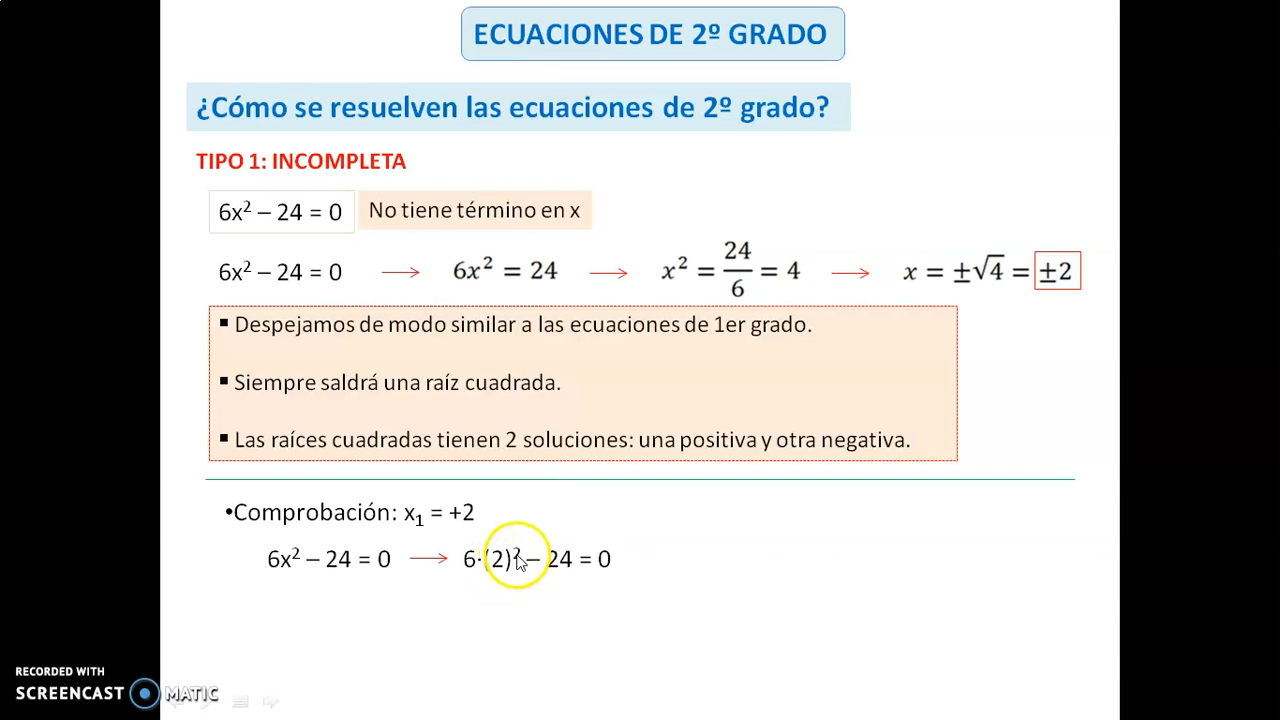 ECUACIONES DE 2º GRADO
¿Cómo se resuelven las ecuaciones de 2º grado?
TIPO 1: INCOMPLETA
6x² – 24 = 0 No tiene término en x
6x² – 24 = 0 → 6x² = 24 → x² = 24/6 = 4 → x = ±√4 = ±2
▪ Despejamos de modo similar a las ecuaciones de 1er grado.
▪ Siempre saldrá una raíz cuadrada.
▪ Las raíces cuadradas tienen 2 soluciones: una positiva y otra negativa.
•Comprobación: x₁ = +2
6x² – 24 = 0 → 6·(2)² – 24 = 0
RECORDED WITH
SCREENCAST MATIC